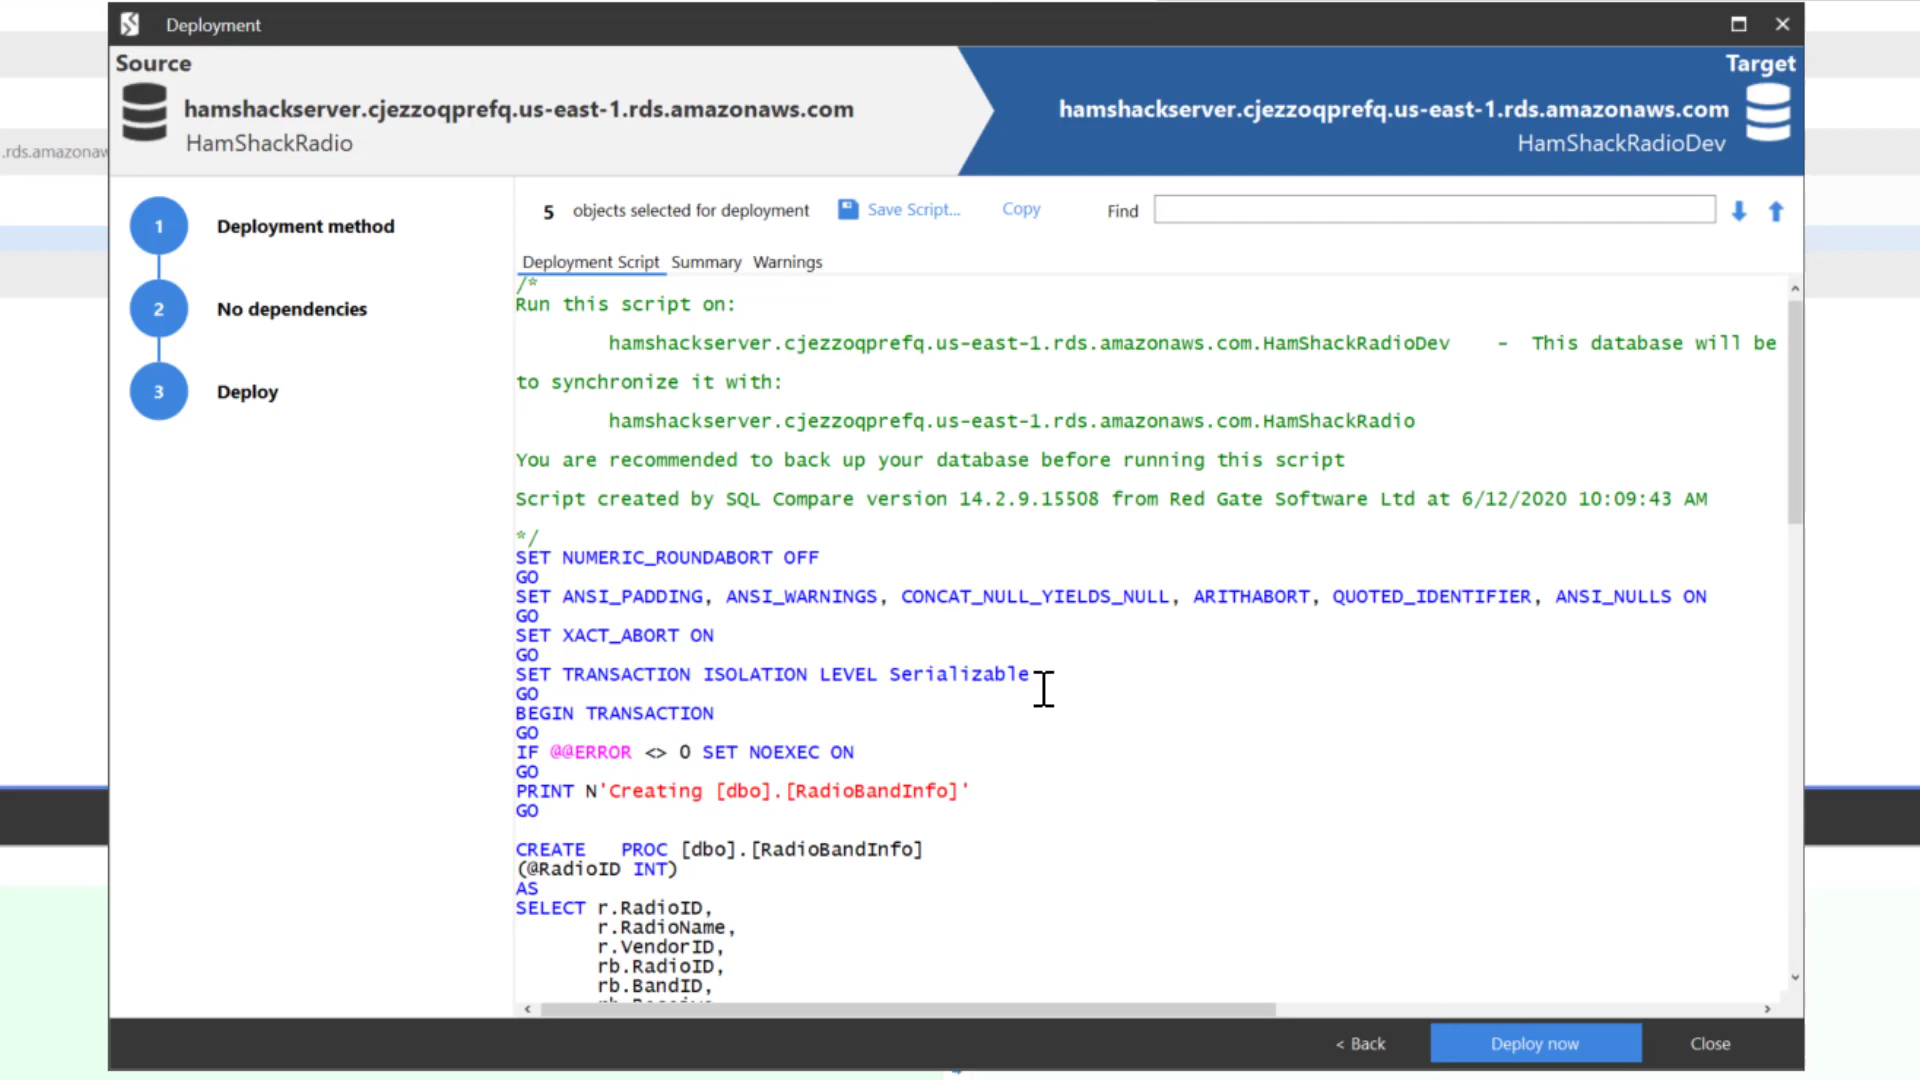 Deployment
Source
hamshackserver.cjezzoqprefq.us-east-1.rds.amazonaws.com
HamShackRadio
Target
hamshackserver.cjezzoqprefq.us-east-1.rds.amazonaws.com
HamShackRadioDev
.rds.amazonaw
1 Deployment method
2 No dependencies
3 Deploy
5 objects selected for deployment Save Script... Copy Find
Deployment Script Summary Warnings
/*
Run this script on:
hamshackserver.cjezzoqprefq.us-east-1.rds.amazonaws.com.HamShackRadioDev - This database will be
to synchronize it with:
hamshackserver.cjezzoqprefq.us-east-1.rds.amazonaws.com.HamShackRadio
You are recommended to back up your database before running this script
Script created by SQL Compare version 14.2.9.15508 from Red Gate Software Ltd at 6/12/2020 10:09:43 AM
*/
SET NUMERIC_ROUNDABORT OFF
GO
SET ANSI_PADDING, ANSI_WARNINGS, CONCAT_NULL_YIELDS_NULL, ARITHABORT, QUOTED_IDENTIFIER, ANSI_NULLS ON
GO
SET XACT_ABORT ON
GO
SET TRANSACTION ISOLATION LEVEL Serializable
GO
BEGIN TRANSACTION
GO
IF @@ERROR <> 0 SET NOEXEC ON
GO
PRINT N'Creating [dbo].[RadioBandInfo]'
GO
CREATE   PROC [dbo].[RadioBandInfo]
(@RadioID INT)
AS
SELECT r.RadioID,
r.RadioName,
r.VendorID,
rb.RadioID,
rb.BandID,
< Back Deploy now Close